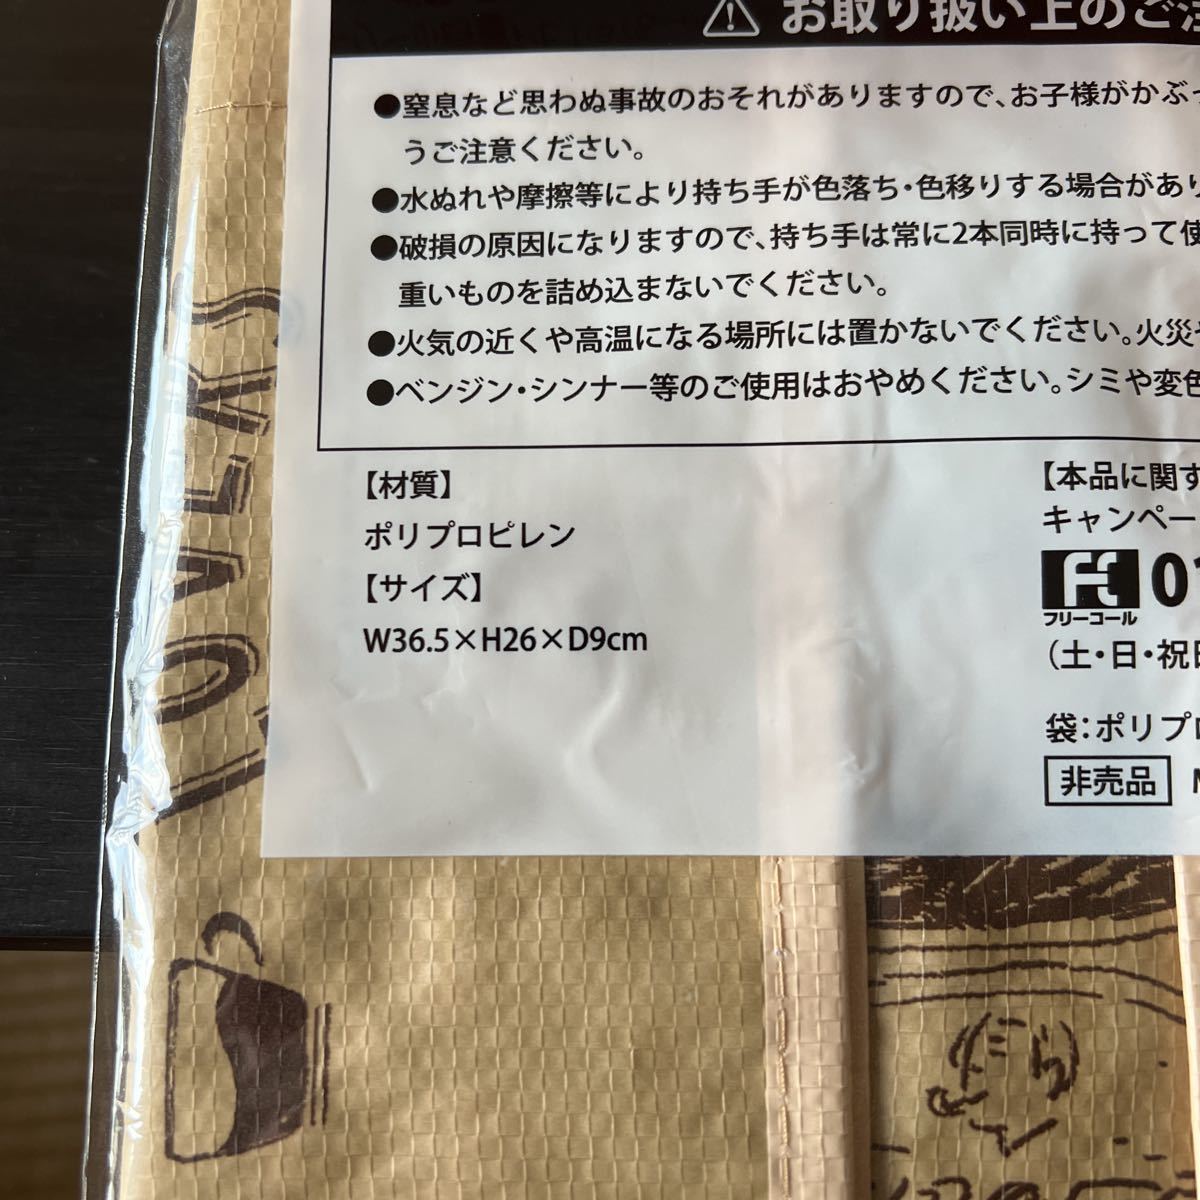 お取り扱い上のご注
●窒息など思わぬ事故のおそれがありますので、お子様がかぶっ
うご注意ください。
●水ぬれや摩擦等により持ち手が色落ち・色移りする場合があり
●破損の原因になりますので、持ち手は常に2本同時に持って使
重いものを詰め込まないでください。
●火気の近くや高温になる場所には置かないでください。火災や
●ベンジン・シンナー等のご使用はおやめください。シミや変色
【材質】
ポリプロピレン
【サイズ】
W36.5×H26×D9cm
【本品に関す
キャンペー
フリーコール
01
(土・日・祝日
袋:ポリプロ
非売品
OVERS